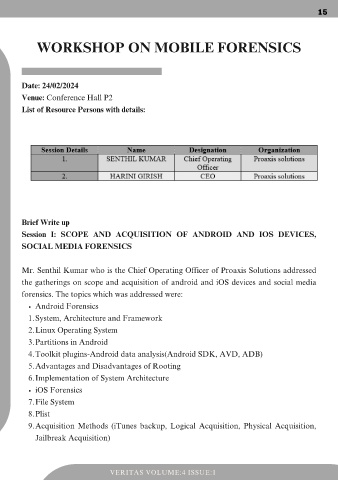 15
WORKSHOP ON MOBILE FORENSICS
Date: 24/02/2024
Venue: Conference Hall P2
List of Resource Persons with details:
Session Details Name Designation Organization
1. SENTHIL KUMAR Chief Operating Officer Proaxis solutions
2. HARINI GIRISH CEO Proaxis solutions
Brief Write up
Session I: SCOPE AND ACQUISITION OF ANDROID AND IOS DEVICES,
SOCIAL MEDIA FORENSICS
Mr. Senthil Kumar who is the Chief Operating Officer of Proaxis Solutions addressed
the gatherings on scope and acquisition of android and iOS devices and social media
forensics. The topics which was addressed were:
• Android Forensics
1.System, Architecture and Framework
2.Linux Operating System
3.Partitions in Android
4.Toolkit plugins-Android data analysis(Android SDK, AVD, ADB)
5.Advantages and Disadvantages of Rooting
6.Implementation of System Architecture
• iOS Forensics
7.File System
8.Plist
9.Acquisition Methods (iTunes backup, Logical Acquisition, Physical Acquisition,
Jailbreak Acquisition)
VERITAS VOLUME:4 ISSUE:1